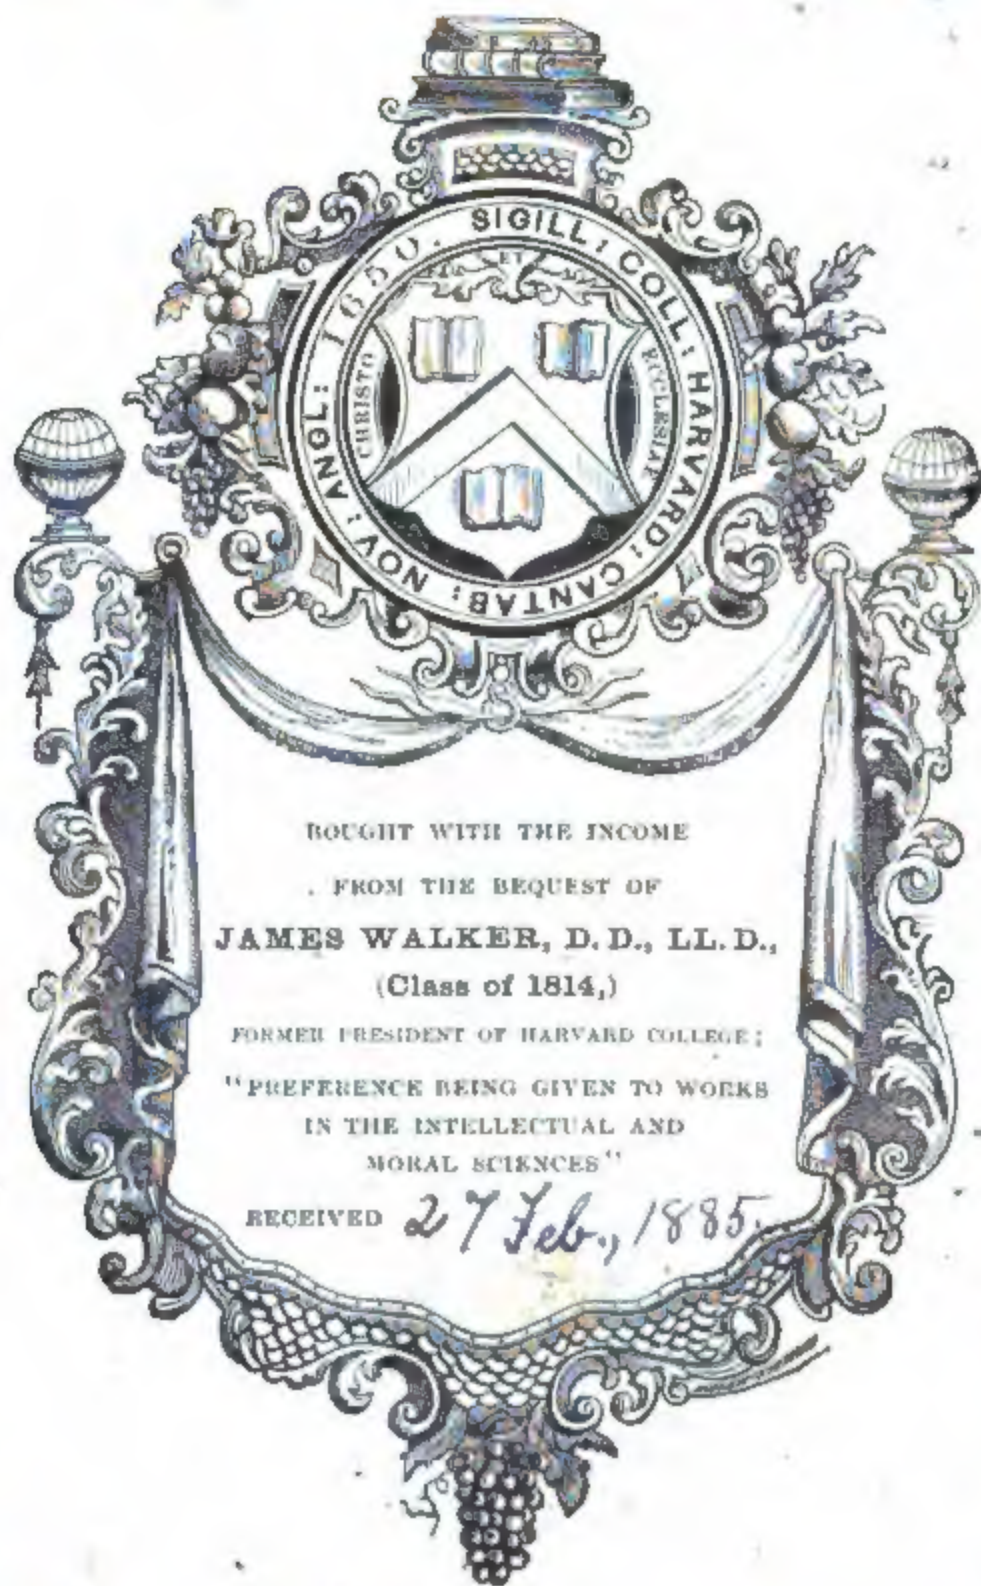 SIGILL: COLL: HARVARD: CANTAB: NOV: ANGL: 1650.
ET
CHRISTO
ECCLESIAE
BOUGHT WITH THE INCOME
FROM THE BEQUEST OF
JAMES WALKER, D.D., LL.D.,
(Class of 1814,)
FORMER PRESIDENT OF HARVARD COLLEGE;
"PREFERENCE BEING GIVEN TO WORKS
IN THE INTELLECTUAL AND
MORAL SCIENCES"
RECEIVED 27 Feb., 1885.